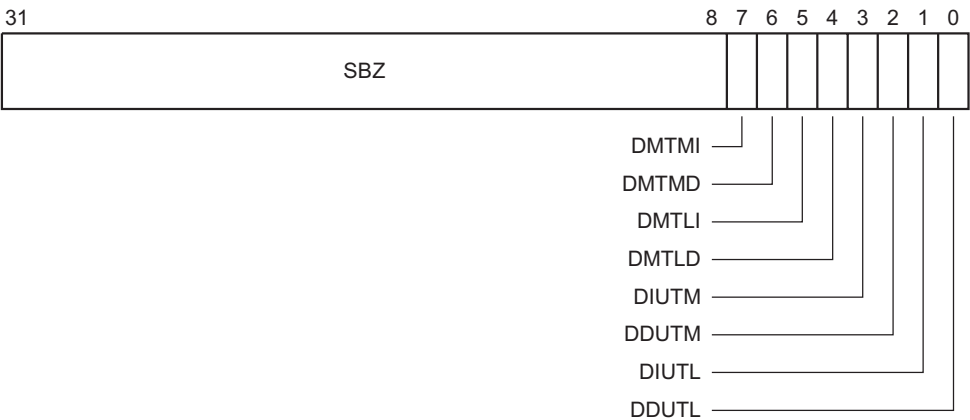 31 8 7 6 5 4 3 2 1 0
SBZ
DMTMI
DMTMD
DMTLI
DMTLD
DIUTM
DDUTM
DIUTL
DDUTL